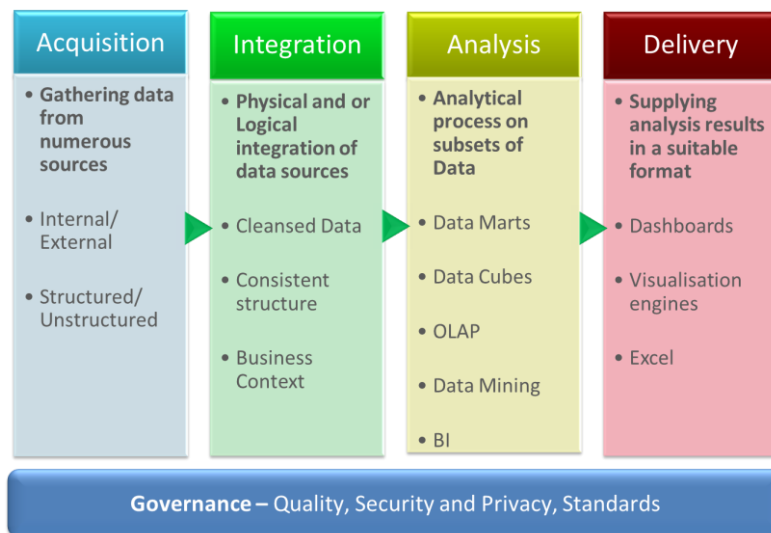 Acquisition
• Gathering data
from
numerous
sources
• Internal/
External
• Structured/
Unstructured
Integration
• Physical and or
Logical
integration of
data sources
• Cleansed Data
• Consistent
structure
• Business
Context
Analysis
• Analytical
process on
subsets of
Data
• Data Marts
• Data Cubes
• OLAP
• Data Mining
• BI
Delivery
• Supplying
analysis results
in a suitable
format
• Dashboards
• Visualisation
engines
• Excel
Governance – Quality, Security and Privacy, Standards